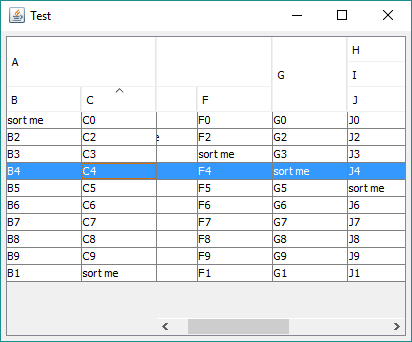 Test
H
A
G
I
B C F J
sort me C0 F0 G0 J0
B2 C2 F2 G2 J2
B3 C3 sort me G3 J3
B4 C4 F4 sort me J4
B5 C5 F5 G5 sort me
B6 C6 F6 G6 J6
B7 C7 F7 G7 J7
B8 C8 F8 G8 J8
B9 C9 F9 G9 J9
B1 sort me F1 G1 J1